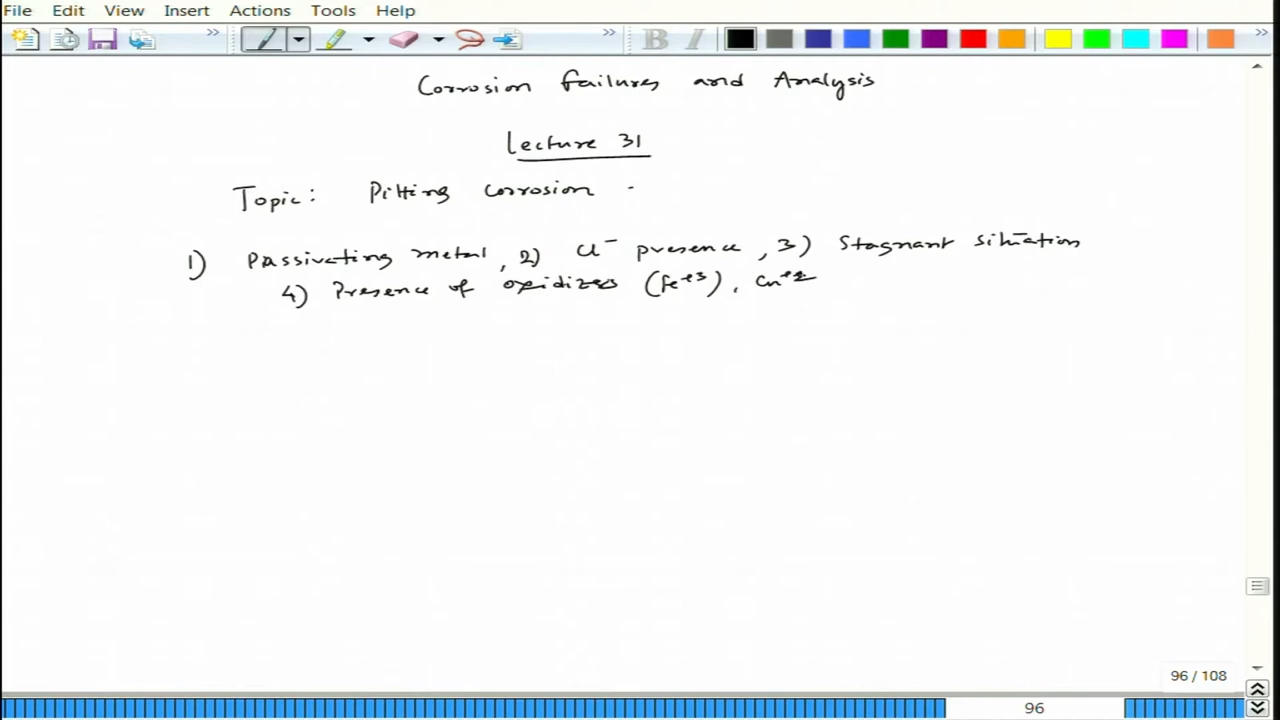 File Edit View Insert Actions Tools Help
Corrosion Failures and Analysis
Lecture 31
Topic: Pitting corrosion -
1) Passivating metal, 2) Cl⁻ presence, 3) Stagnant situation
4) Presence of oxidizers (Fe⁺³), Cu⁺²
96 / 108
96